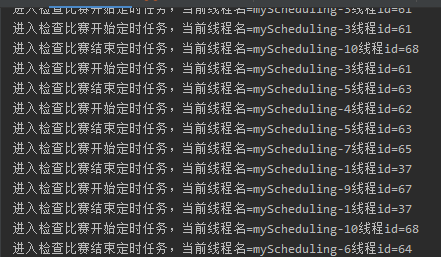 进入检查比赛开始定时任务，当前线程名=myScheduling-3线程id=61
进入检查比赛开始定时任务，当前线程名=myScheduling-3线程id=61
进入检查比赛结束定时任务，当前线程名=myScheduling-10线程id=68
进入检查比赛开始定时任务，当前线程名=myScheduling-3线程id=61
进入检查比赛结束定时任务，当前线程名=myScheduling-5线程id=63
进入检查比赛开始定时任务，当前线程名=myScheduling-4线程id=62
进入检查比赛结束定时任务，当前线程名=myScheduling-5线程id=63
进入检查比赛开始定时任务，当前线程名=myScheduling-7线程id=65
进入检查比赛结束定时任务，当前线程名=myScheduling-1线程id=37
进入检查比赛开始定时任务，当前线程名=myScheduling-9线程id=67
进入检查比赛结束定时任务，当前线程名=myScheduling-1线程id=37
进入检查比赛开始定时任务，当前线程名=myScheduling-10线程id=68
进入检查比赛结束定时任务，当前线程名=myScheduling-6线程id=64